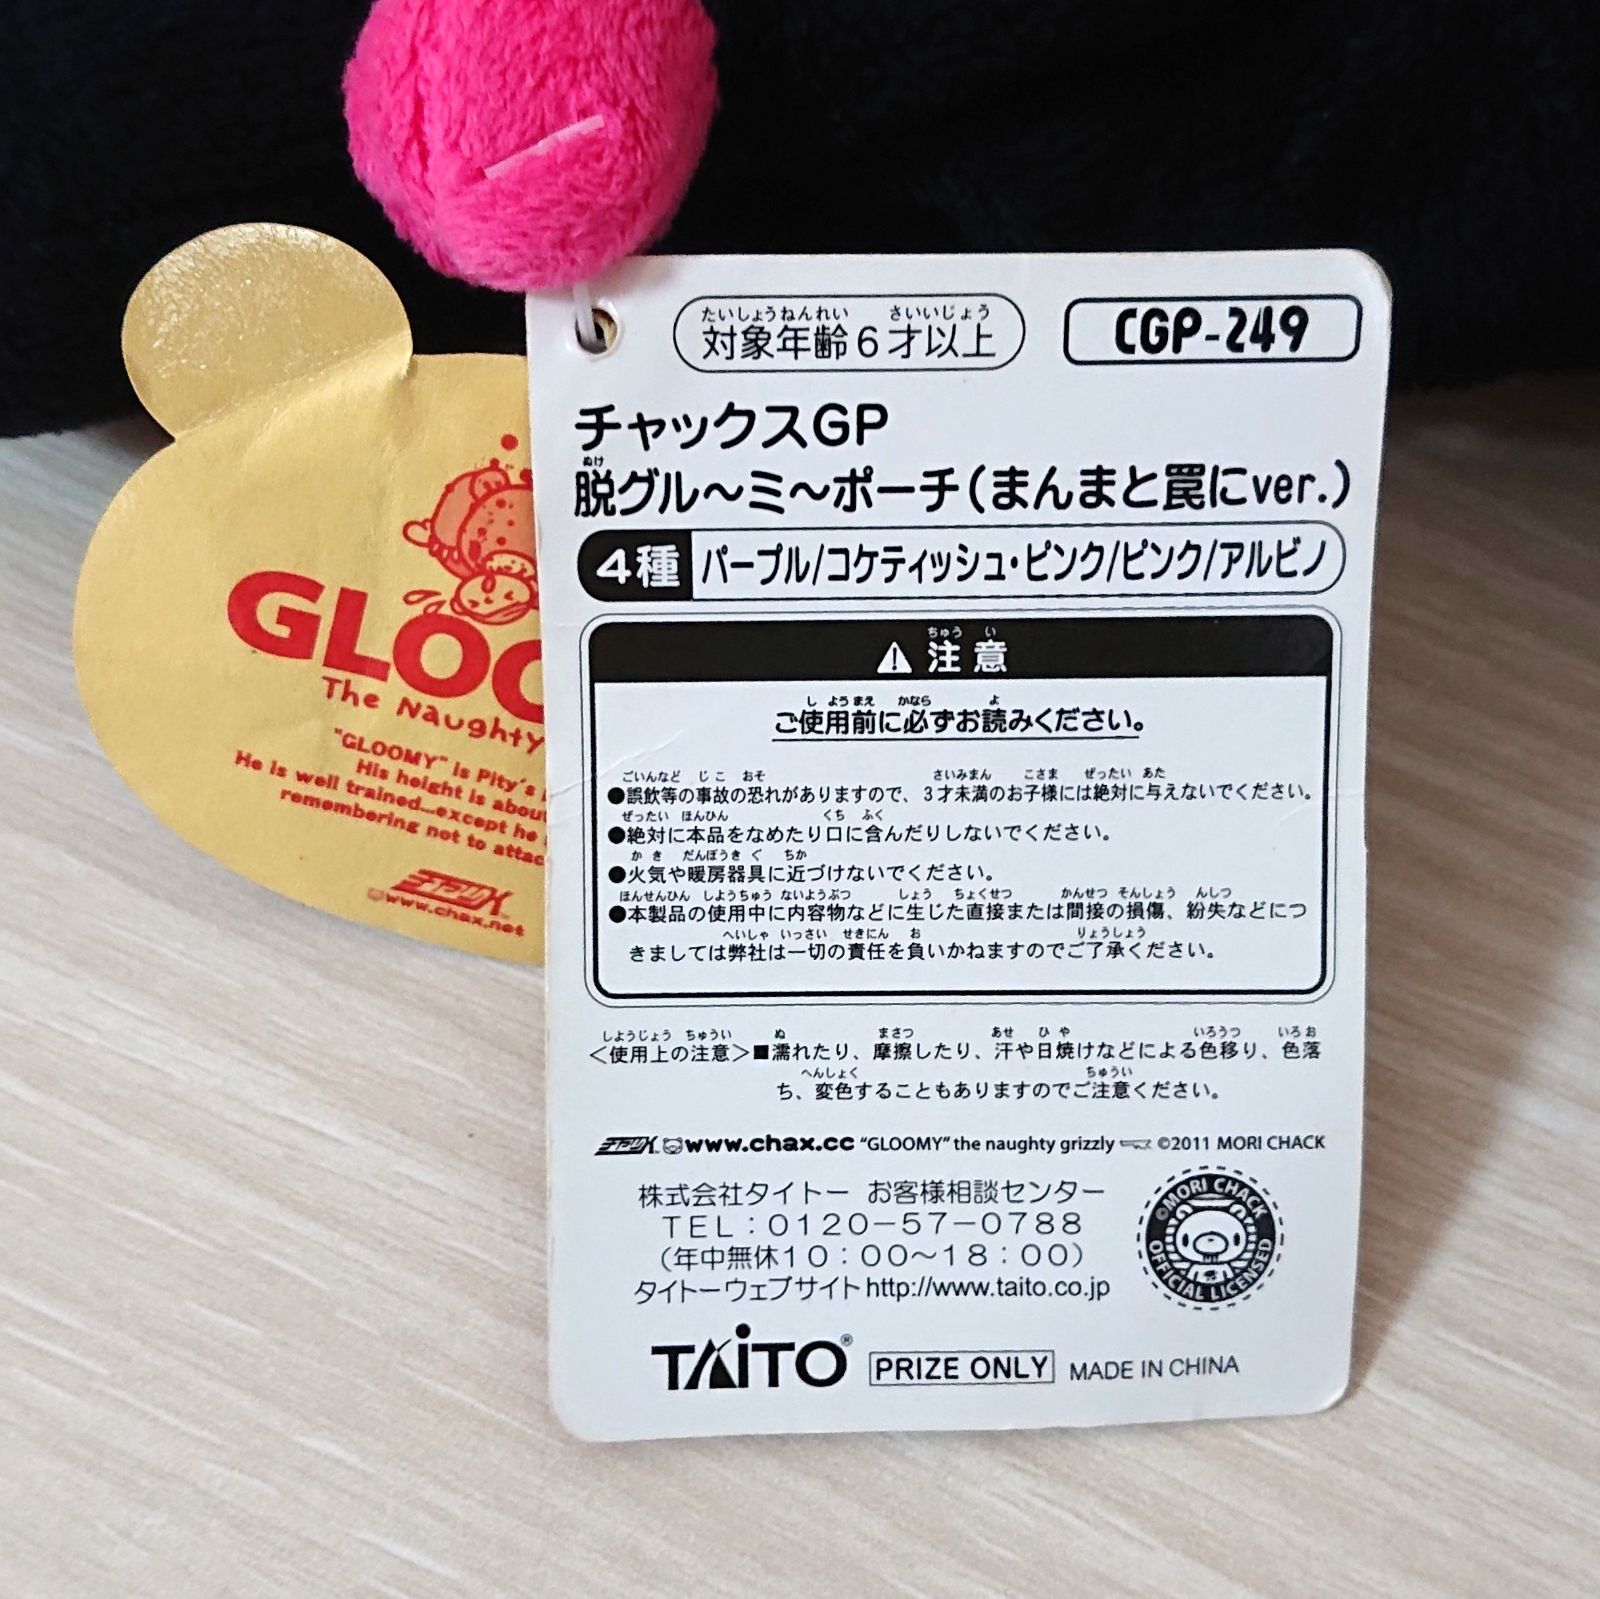 GLOO
The Naughty
"GLOOMY" is Pity's
His height is about
He is well trained...except he
remembering not to attac
チャックス
©www.chax.net
たいしょうねんれい さいいじょう
対象年齢6才以上
CGP-249
チャックスGP
ぬけ
脱グル〜ミ〜ポーチ(まんまと罠にver.)
4種 パープル/コケティッシュ・ピンク/ピンク/アルビノ
ちゅう い
注意
し よう まえ かなら よ
ご使用前に必ずお読みください。
ごいんなど じ こ おそ さいみまん こさま ぜったい あた
●誤飲等の事故の恐れがありますので、3才未満のお子様には絶対に与えないでください。
ぜったい ほんひん くち ふく
●絶対に本品をなめたり口に含んだりしないでください。
か き だんぼうき ぐ ちか
●火気や暖房器具に近づけないでください。
ほんせんひん しようちゅう ないようぶつ しょう ちょくせつ かんせつ そんしょう んしつ
●本製品の使用中に内容物などに生じた直接または間接の損傷、紛失などにつ
へいしゃ いっさい せきにん お りょうしょう
きましては弊社は一切の責任を負いかねますのでご了承ください。
しようじょう ちゅうい ぬ まさつ あせ ひ や いろうつ いろ お
<使用上の注意>■濡れたり、摩擦したり、汗や日焼けなどによる色移り、色落
へんしょく ちゅうい
ち、変色することもありますのでご注意ください。
チャックス www.chax.cc "GLOOMY" the naughty grizzly ©2011 MORI CHACK
株式会社タイトー お客様相談センター
TEL:0120-57-0788
(年中無休10:00〜18:00)
タイトーウェブサイトhttp://www.taito.co.jp
©MORI CHACK
OFFICIAL LICENSED
TAiTO® PRIZE ONLY MADE IN CHINA